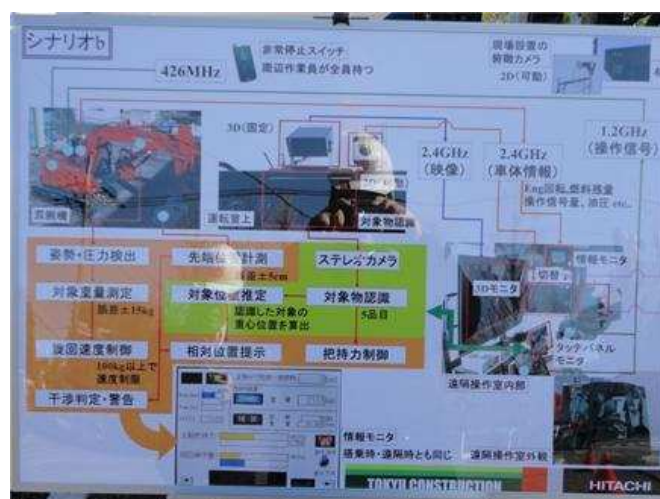 シナリオb
426MHz
非常停止スイッチ
周辺作業員が全員持つ
現場設置の
俯瞰カメラ
2D(可動)
1.2GHz
(操作信号)
3D(固定)
2.4GHz
(映像)
2.4GHz
(車体情報)
Eng回転、燃料残量
操作信号量、油圧 etc.
双腕機
運転室上
対象物認識
情報モニタ
切替
3Dモニタ
タッチパネル
モニタ
遠隔操作室内部
姿勢・圧力検出
先端位置計測
誤差±5cm
ステレオカメラ
対象重量測定
誤差±15kg
対象位置推定
認識した対象の
重心位置を算出
対象物認識
5品目
旋回速度制御
100kg以上で
速度制限
相対位置提示
把持力制御
干渉判定・警告
情報モニタ
搭乗時・遠隔時とも同じ
遠隔操作室外観
TOKYU CONSTRUCTION
HITACHI